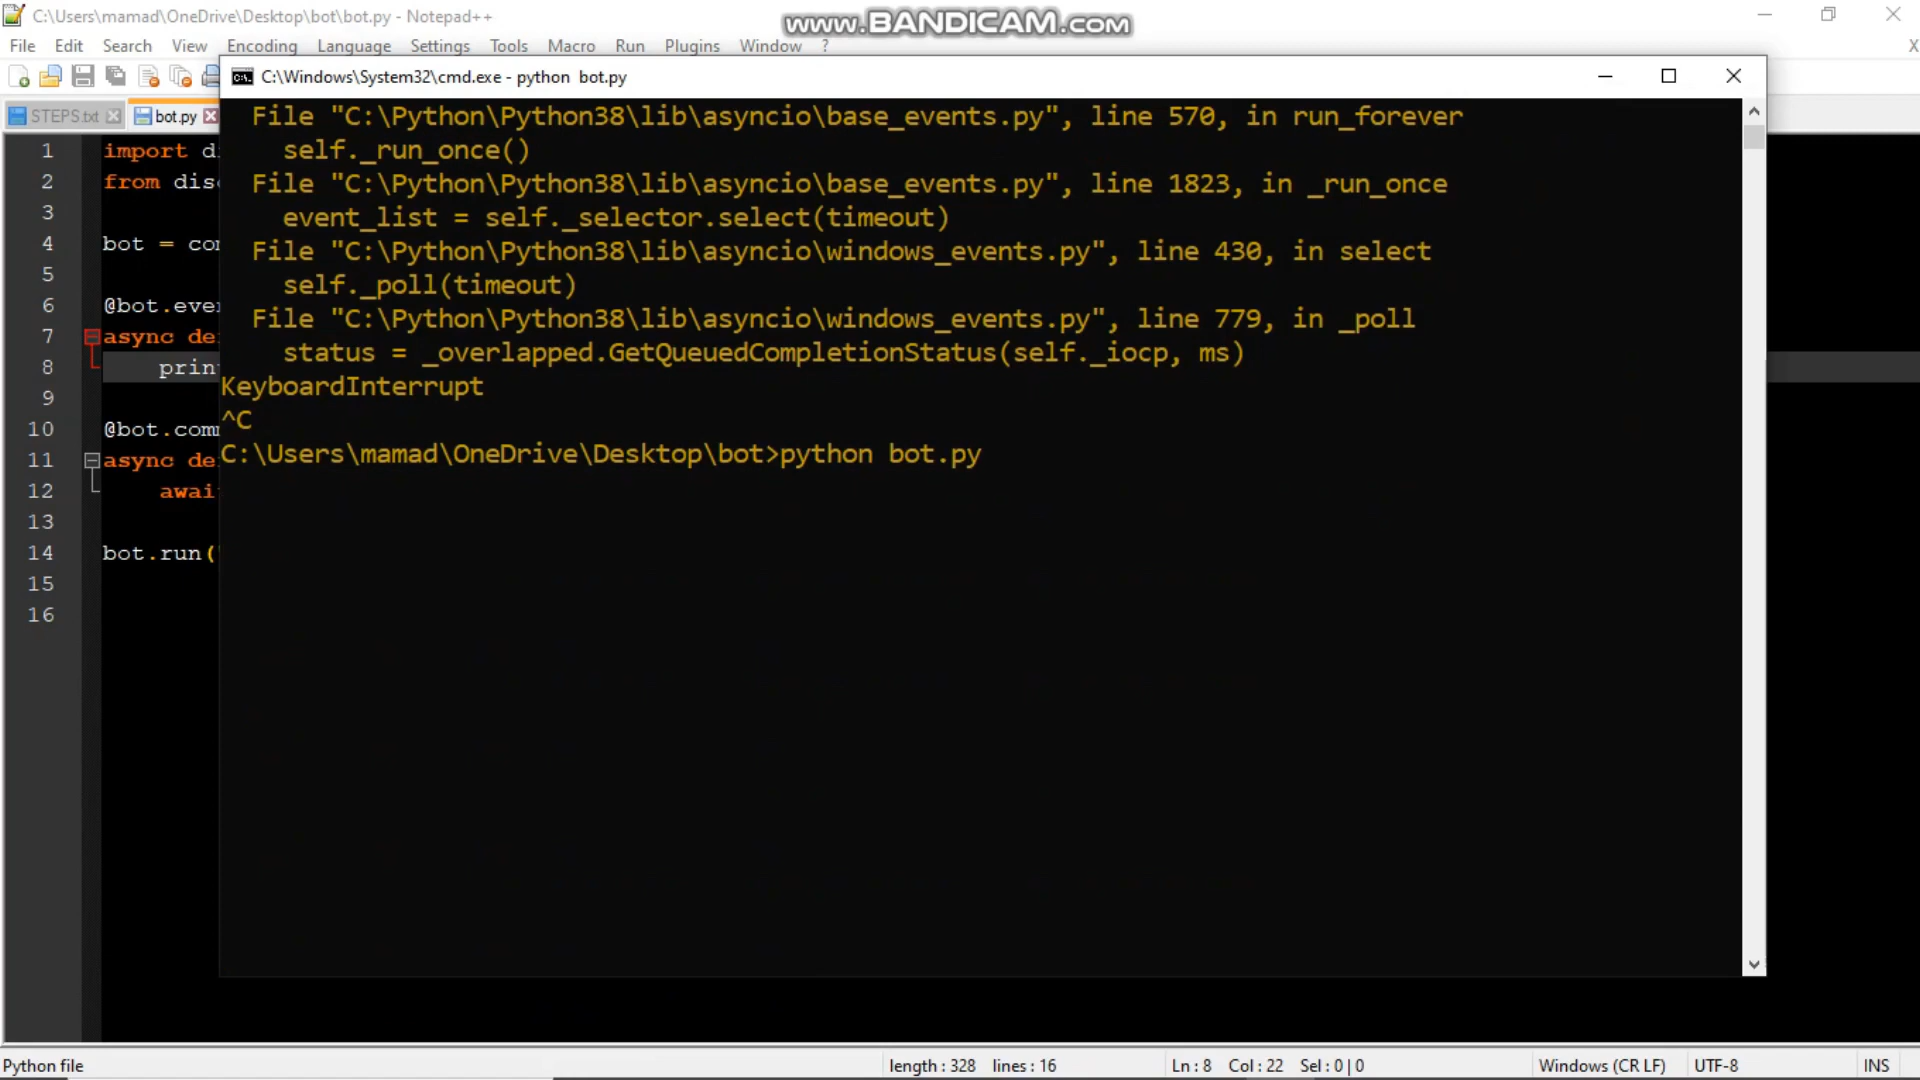 C:\Users\mamad\OneDrive\Desktop\bot\bot.py - Notepad++
www.BANDICAM.com
File Edit Search View Encoding Language Settings Tools Macro Run Plugins Window ? X
C:\Windows\System32\cmd.exe - python  bot.py
STEPS.txt
bot.py
File "C:\Python\Python38\lib\asyncio\base_events.py", line 570, in run_forever
self._run_once()
File "C:\Python\Python38\lib\asyncio\base_events.py", line 1823, in _run_once
event_list = self._selector.select(timeout)
File "C:\Python\Python38\lib\asyncio\windows_events.py", line 430, in select
self._poll(timeout)
File "C:\Python\Python38\lib\asyncio\windows_events.py", line 779, in _poll
status = _overlapped.GetQueuedCompletionStatus(self._iocp, ms)
KeyboardInterrupt
^C
C:\Users\mamad\OneDrive\Desktop\bot>python bot.py
1 import di
2 from disc
3
4 bot = com
5
6 @bot.even
7 async de
8 prin
9
10 @bot.comm
11 async de
12 awai
13
14 bot.run(
15
16
Python file length : 328 lines : 16 Ln : 8 Col : 22 Sel : 0 | 0 Windows (CR LF) UTF-8 INS